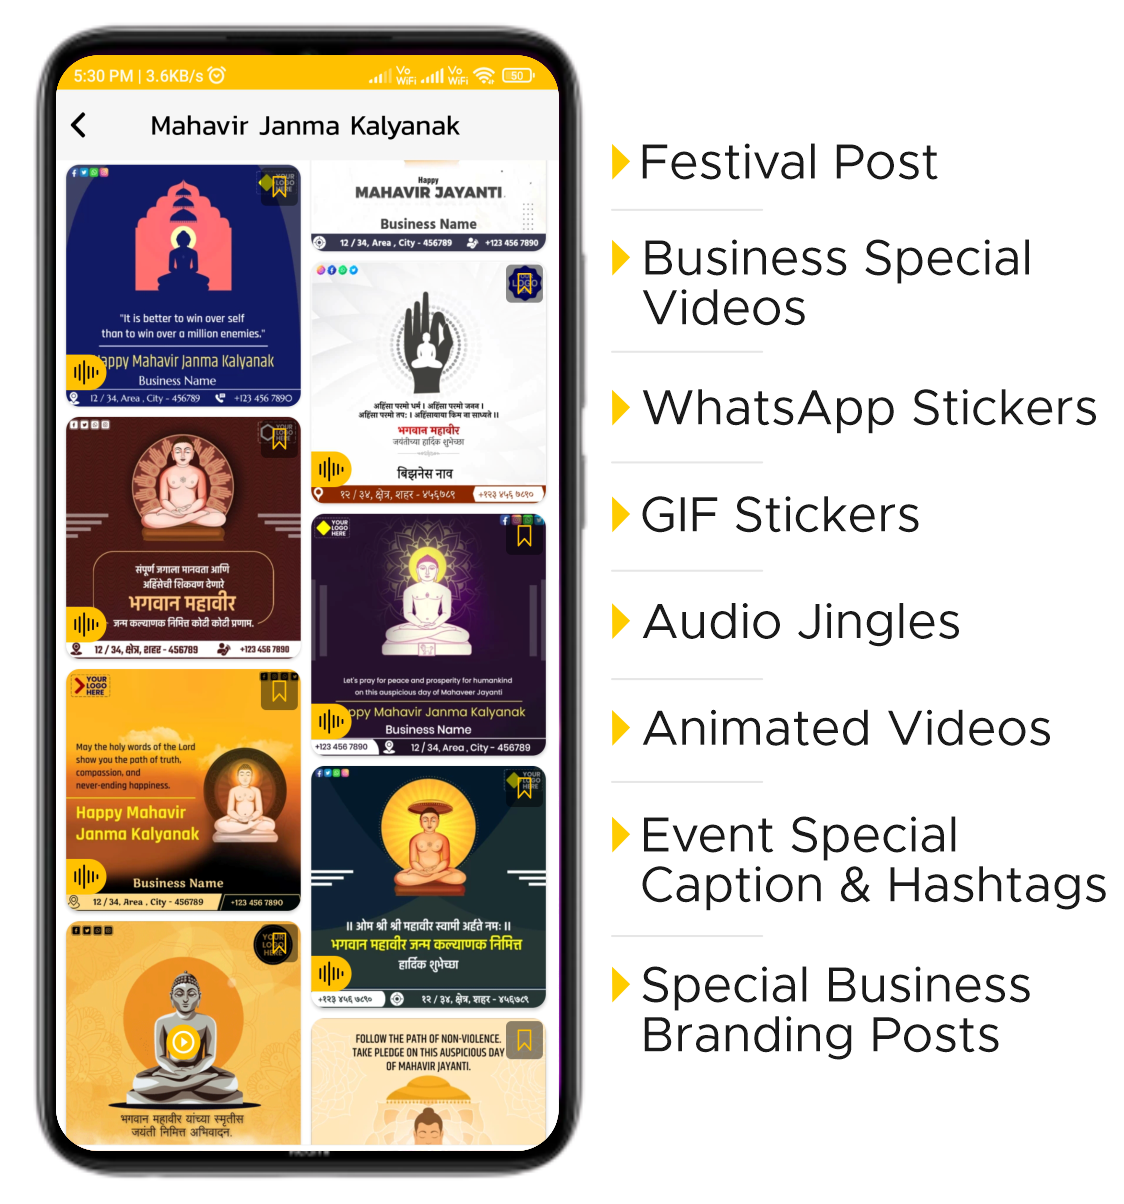 5:30 PM | 3.6KB/s
Vo
WiFi
Vo
WiFi
50
Mahavir Janma Kalyanak
YOUR
LOGO
HERE
"It is better to win over self
than to win over a million enemies."
appy Mahavir Janma Kalyanak
Business Name
12 / 34, Area , City - 456789
+123 456 7890
YOUR
LOGO
संपूर्ण जगाला मानवता आणि
अहिंसेची शिकवण देणारे
भगवान महावीर
जन्म कल्याणक निमित्त कोटी कोटी प्रणाम.
12 / 34, क्षेत्र, शहर - 456789
+123 456 7890
YOUR
LOGO
HERE
May the holy words of the Lord
show you the path of truth,
compassion, and
never-ending happiness.
Happy Mahavir
Janma Kalyanak
Business Name
12 / 34, Area , City - 456789
+123 456 7890
YOUR
LOGO
HERE
भगवान महावीर यांच्या स्मृतीस
जयंती निमित्त अभिवादन.
Happy
MAHAVIR JAYANTI
Business Name
12 / 34, Area , City - 456789
+123 456 7890
LOGO
अहिंसा परमो धर्म । अहिंसा परमो जनन ।
अहिंसा परमो तप: । अहिंसायाया किम ना साध्यते ।।
भगवान महावीर
जयंतीच्या हार्दिक शुभेच्छा
बिझनेस नाव
१२ / ३४, क्षेत्र, शहर - ४५६७८९
+१२३ ४५६ ७८९०
YOUR
LOGO
HERE
Let's pray for peace and prosperity for humankind
on this auspicious day of Mahaveer Jayanti
ppy Mahavir Janma Kalyanak
Business Name
+123 456 7890
12 / 34, Area , City - 456789
YOUR
LOGO
HERE
।। ओम श्री श्री महावीर स्वामी अर्हते नमः ।।
भगवान महावीर जन्म कल्याणक निमित्त
हार्दिक शुभेच्छा
+१२३ ४५६ ७८९०
१२ / ३४, क्षेत्र, शहर - ४५६७८९
FOLLOW THE PATH OF NON-VIOLENCE.
TAKE PLEDGE ON THIS AUSPICIOUS DAY
OF MAHAVIR JAYANTI.
Festival Post
Business Special
Videos
WhatsApp Stickers
GIF Stickers
Audio Jingles
Animated Videos
Event Special
Caption & Hashtags
Special Business
Branding Posts